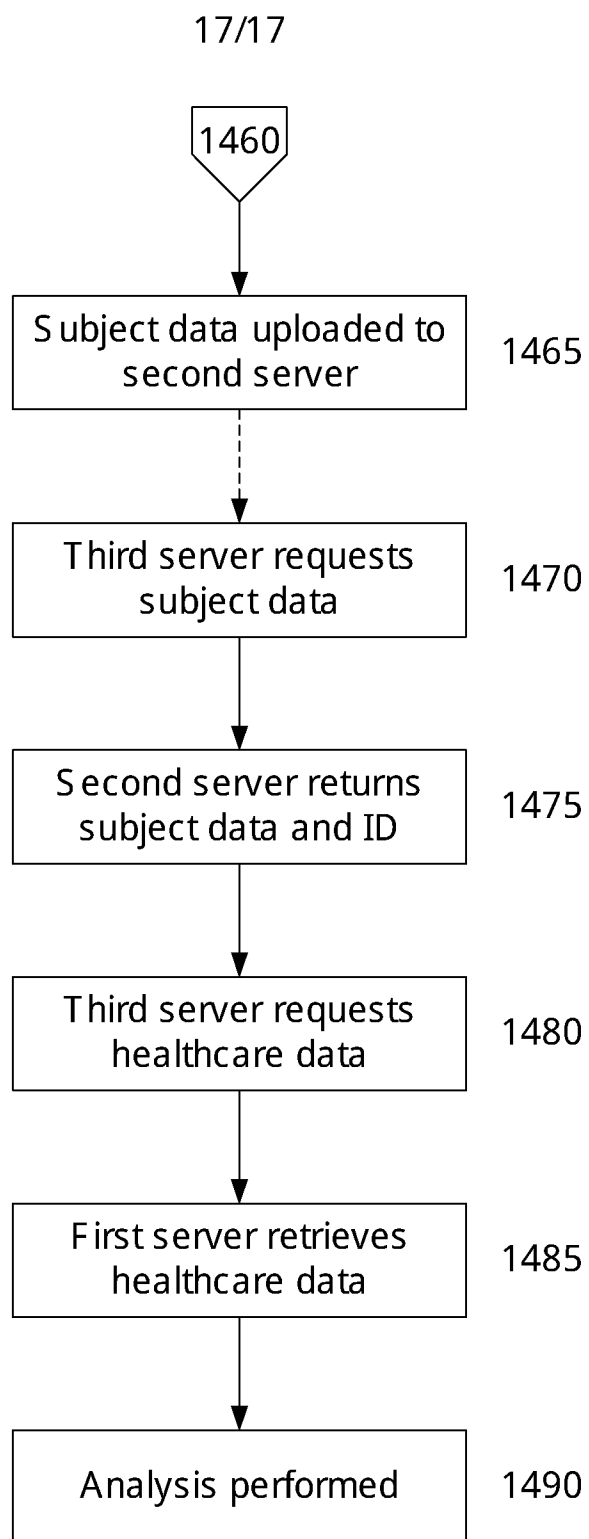 17/17
1460
Subject data uploaded to
second server
1465
Third server requests
subject data
1470
Second server returns
subject data and ID
1475
Third server requests
healthcare data
1480
First server retrieves
healthcare data
1485
Analysis performed
1490